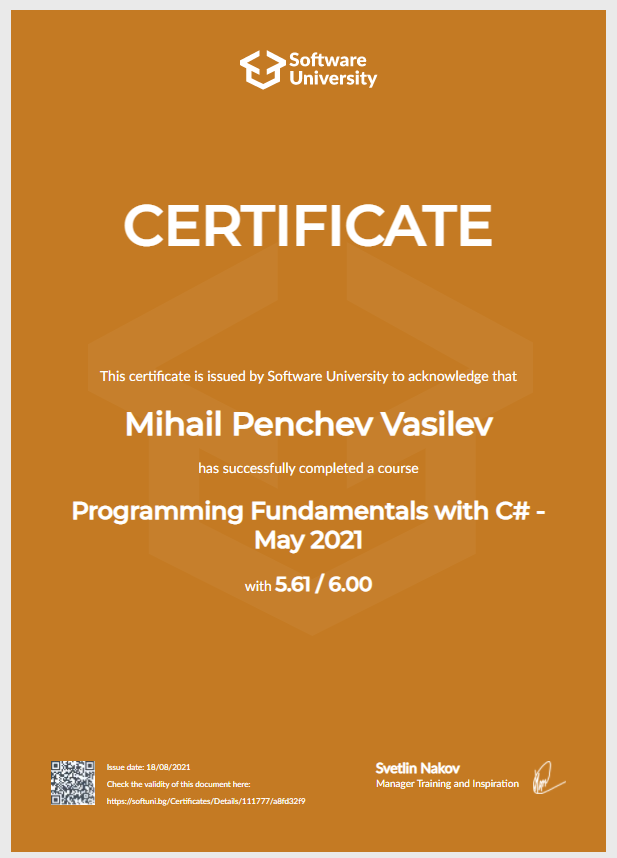 Software
University
CERTIFICATE
This certificate is issued by Software University to acknowledge that
Mihail Penchev Vasilev
has successfully completed a course
Programming Fundamentals with C# -
May 2021
with 5.61 / 6.00
Issue date: 18/08/2021
Check the validity of this document here:
https://softuni.bg/Certificates/Details/111777/a8fd32f9
Svetlin Nakov
Manager Training and Inspiration